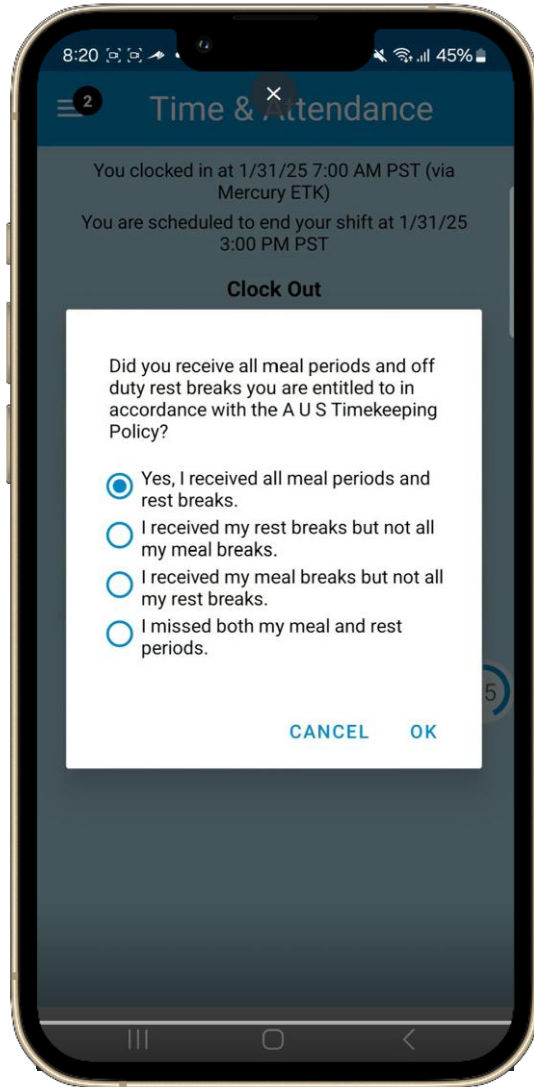 8:20 45%
2 Time & Attendance
You clocked in at 1/31/25 7:00 AM PST (via
Mercury ETK)
You are scheduled to end your shift at 1/31/25
3:00 PM PST
Clock Out
Did you receive all meal periods and off
duty rest breaks you are entitled to in
accordance with the A U S Timekeeping
Policy?
Yes, I received all meal periods and
rest breaks.
I received my rest breaks but not all
my meal breaks.
I received my meal breaks but not all
my rest breaks.
I missed both my meal and rest
periods.
5
CANCEL OK